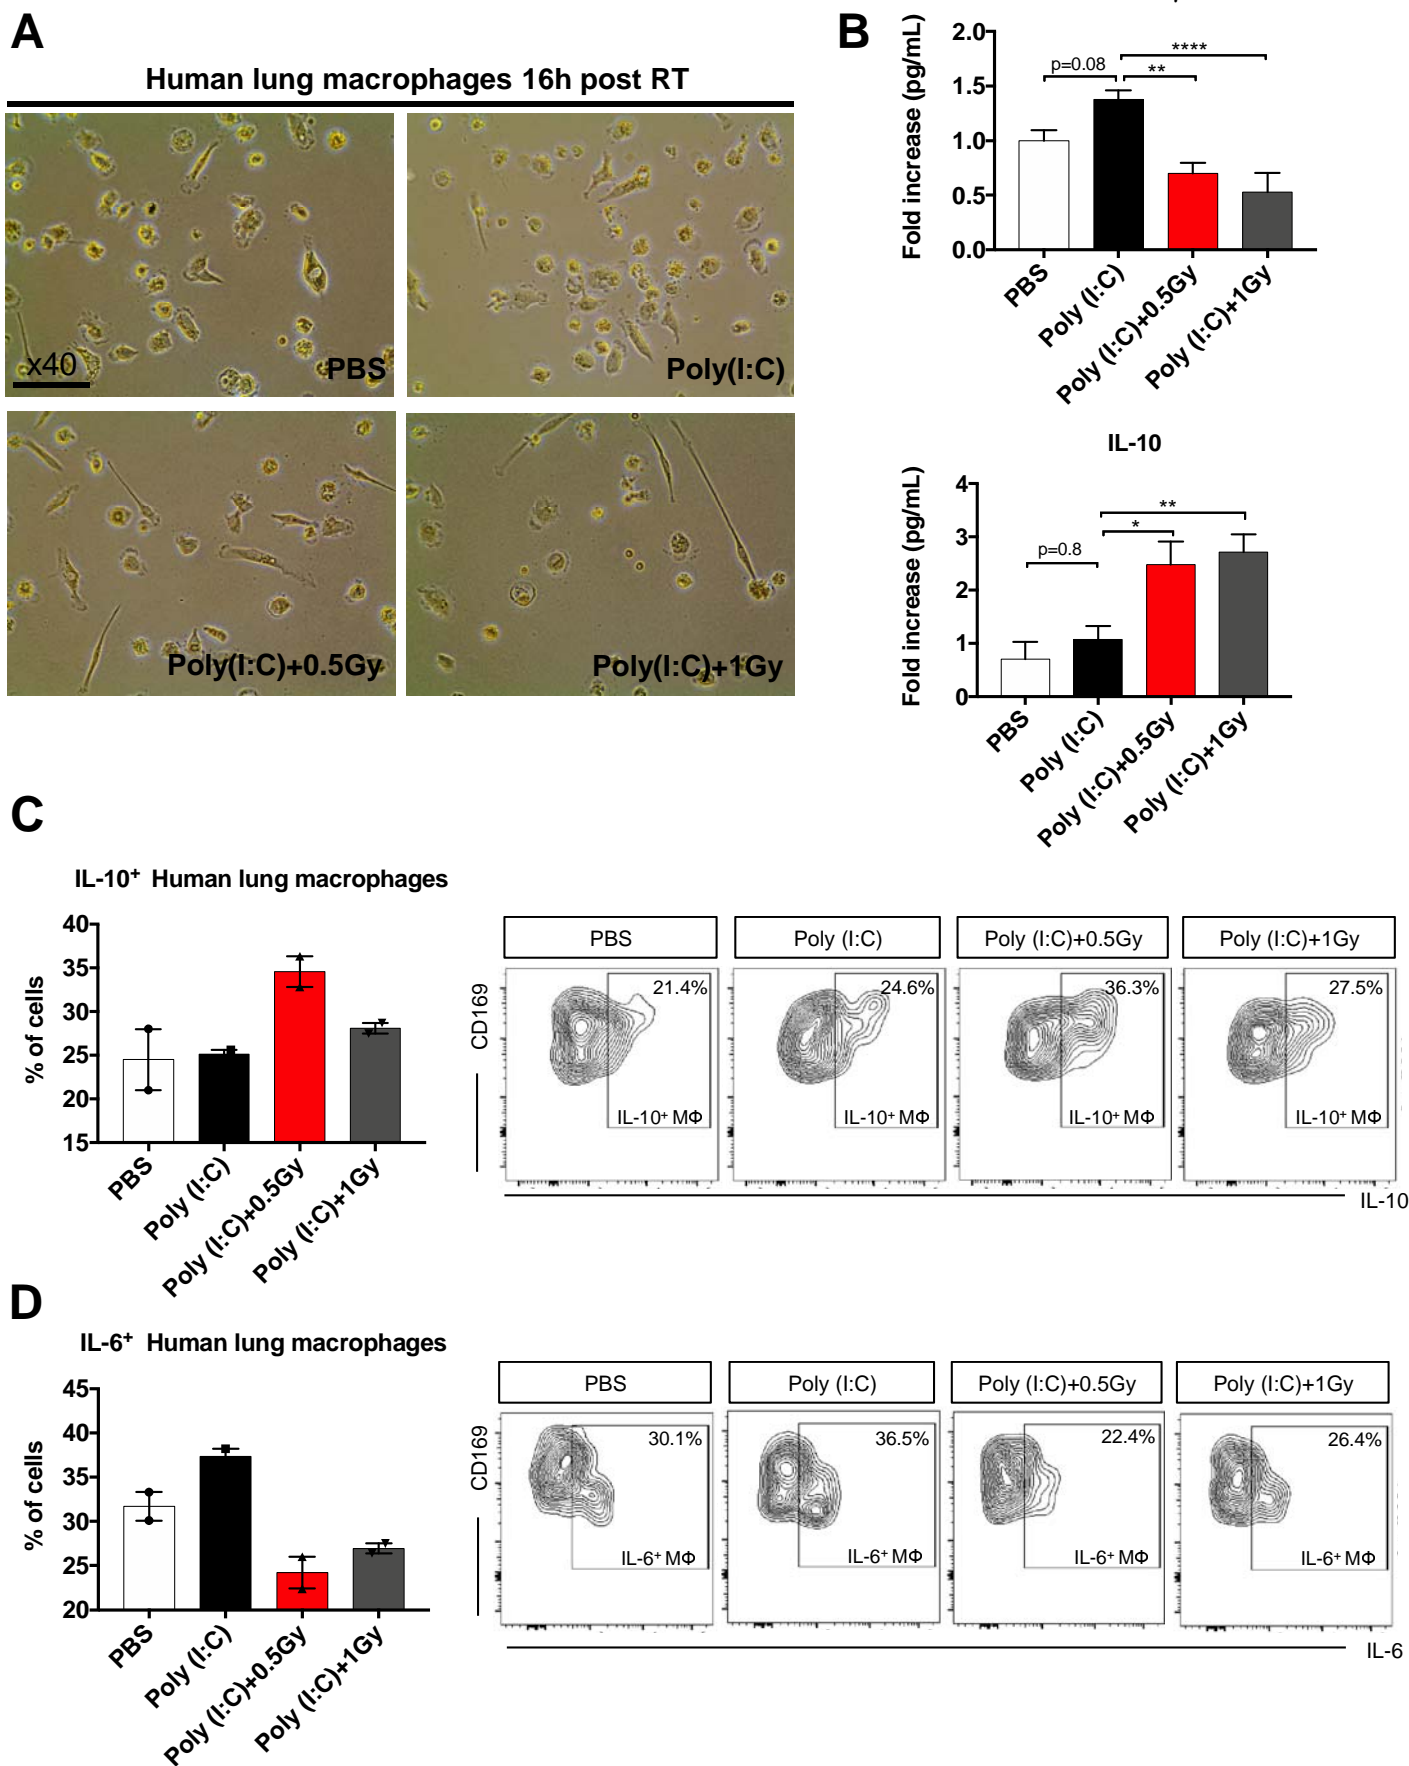 A
Human lung macrophages 16h post RT
x40
PBS
Poly(I:C)
Poly(I:C)+0.5Gy
Poly(I:C)+1Gy
B
Fold increase (pg/mL)
2.0
1.5
1.0
0.5
0.0
p=0.08
**
****
PBS
Poly (I:C)
Poly (I:C)+0.5Gy
Poly (I:C)+1Gy
IL-10
Fold increase (pg/mL)
4
3
2
1
0
p=0.8
*
**
PBS
Poly (I:C)
Poly (I:C)+0.5Gy
Poly (I:C)+1Gy
C
IL-10+ Human lung macrophages
% of cells
40
35
30
25
20
15
PBS
Poly (I:C)
Poly (I:C)+0.5Gy
Poly (I:C)+1Gy
PBS
Poly (I:C)
Poly (I:C)+0.5Gy
Poly (I:C)+1Gy
CD169
21.4%
24.6%
36.3%
27.5%
IL-10+ MΦ
IL-10+ MΦ
IL-10+ MΦ
IL-10+ MΦ
IL-10
D
IL-6+ Human lung macrophages
% of cells
45
40
35
30
25
20
PBS
Poly (I:C)
Poly (I:C)+0.5Gy
Poly (I:C)+1Gy
PBS
Poly (I:C)
Poly (I:C)+0.5Gy
Poly (I:C)+1Gy
CD169
30.1%
36.5%
22.4%
26.4%
IL-6+ MΦ
IL-6+ MΦ
IL-6+ MΦ
IL-6+ MΦ
IL-6